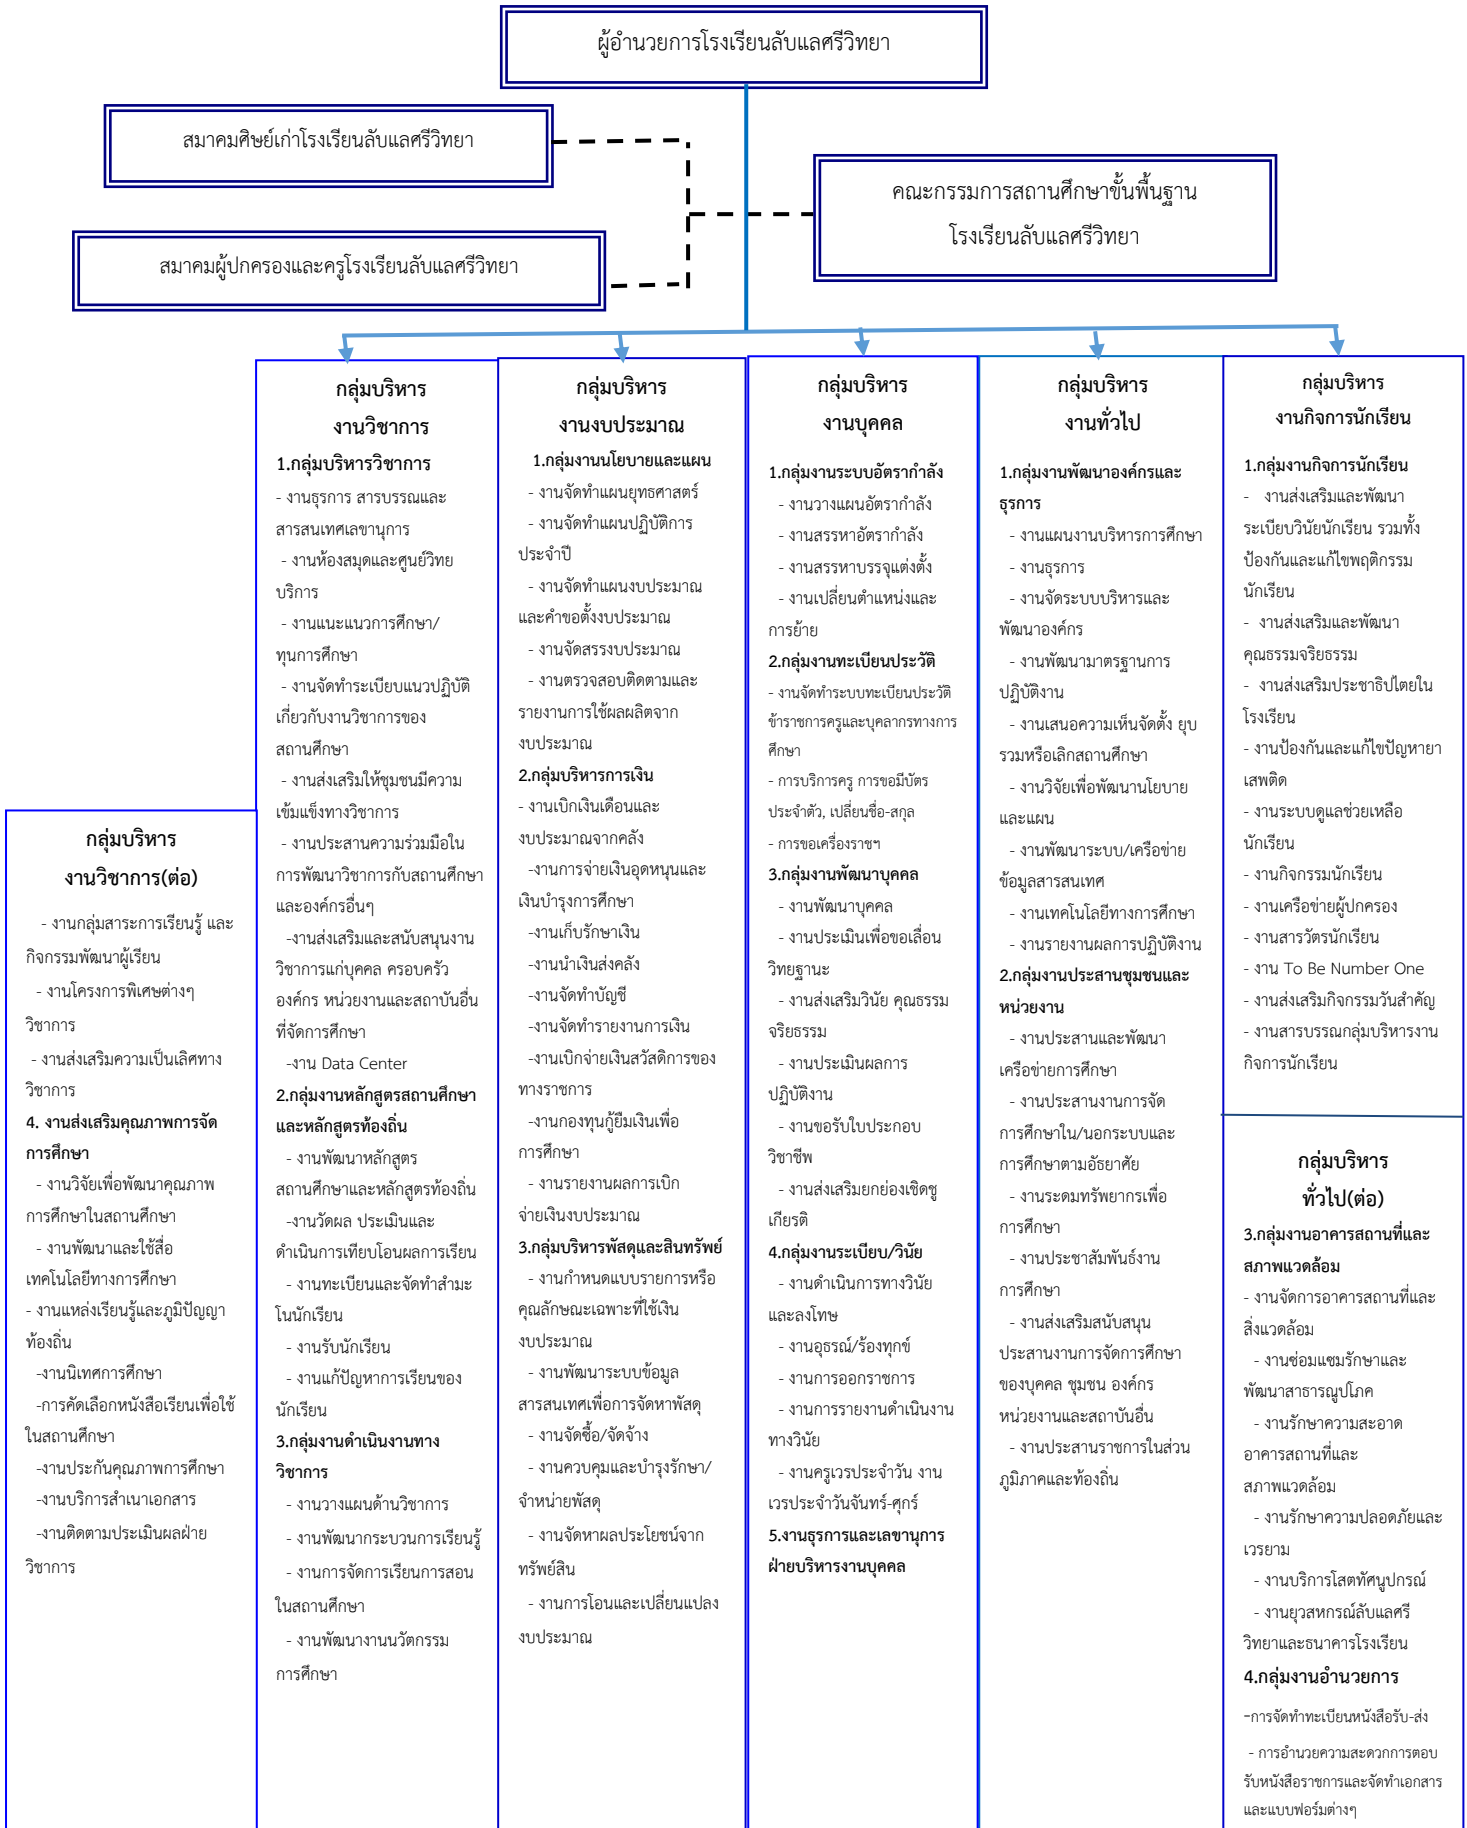 ผู้อำนวยการโรงเรียนลับแลศรีวิทยา
สมาคมศิษย์เก่าโรงเรียนลับแลศรีวิทยา
คณะกรรมการสถานศึกษาขั้นพื้นฐาน
โรงเรียนลับแลศรีวิทยา
สมาคมผู้ปกครองและครูโรงเรียนลับแลศรีวิทยา
กลุ่มบริหาร
งานวิชาการ
1.กลุ่มบริหารวิชาการ
- งานธุรการ สารบรรณและ
สารสนเทศเลขานุการ
- งานห้องสมุดและศูนย์วิทย
บริการ
- งานแนะแนวการศึกษา/
ทุนการศึกษา
- งานจัดทำระเบียบแนวปฏิบัติ
เกี่ยวกับงานวิชาการของ
สถานศึกษา
- งานส่งเสริมให้ชุมชนมีความ
เข้มแข็งทางวิชาการ
- งานประสานความร่วมมือใน
การพัฒนาวิชาการกับสถานศึกษา
และองค์กรอื่นๆ
-งานส่งเสริมและสนับสนุนงาน
วิชาการแก่บุคคล ครอบครัว
องค์กร หน่วยงานและสถาบันอื่น
ที่จัดการศึกษา
-งาน Data Center
2.กลุ่มงานหลักสูตรสถานศึกษา
และหลักสูตรท้องถิ่น
- งานพัฒนาหลักสูตร
สถานศึกษาและหลักสูตรท้องถิ่น
-งานวัดผล ประเมินและ
ดำเนินการเทียบโอนผลการเรียน
- งานทะเบียนและจัดทำสำมะ
โนนักเรียน
- งานรับนักเรียน
- งานแก้ปัญหาการเรียนของ
นักเรียน
3.กลุ่มงานดำเนินงานทาง
วิชาการ
- งานวางแผนด้านวิชาการ
- งานพัฒนากระบวนการเรียนรู้
- งานการจัดการเรียนการสอน
ในสถานศึกษา
- งานพัฒนางานนวัตกรรม
การศึกษา
กลุ่มบริหาร
งานวิชาการ(ต่อ)
- งานกลุ่มสาระการเรียนรู้ และ
กิจกรรมพัฒนาผู้เรียน
- งานโครงการพิเศษต่างๆ
วิชาการ
- งานส่งเสริมความเป็นเลิศทาง
วิชาการ
4. งานส่งเสริมคุณภาพการจัด
การศึกษา
- งานวิจัยเพื่อพัฒนาคุณภาพ
การศึกษาในสถานศึกษา
- งานพัฒนาและใช้สื่อ
เทคโนโลยีทางการศึกษา
- งานแหล่งเรียนรู้และภูมิปัญญา
ท้องถิ่น
-งานนิเทศการศึกษา
-การคัดเลือกหนังสือเรียนเพื่อใช้
ในสถานศึกษา
-งานประกันคุณภาพการศึกษา
-งานบริการสำเนาเอกสาร
-งานติดตามประเมินผลฝ่าย
วิชาการ
กลุ่มบริหาร
งานงบประมาณ
1.กลุ่มงานนโยบายและแผน
- งานจัดทำแผนยุทธศาสตร์
- งานจัดทำแผนปฏิบัติการ
ประจำปี
- งานจัดทำแผนงบประมาณ
และคำขอตั้งงบประมาณ
- งานจัดสรรงบประมาณ
- งานตรวจสอบติดตามและ
รายงานการใช้ผลผลิตจาก
งบประมาณ
2.กลุ่มบริหารการเงิน
- งานเบิกเงินเดือนและ
งบประมาณจากคลัง
-งานการจ่ายเงินอุดหนุนและ
เงินบำรุงการศึกษา
-งานเก็บรักษาเงิน
-งานนำเงินส่งคลัง
-งานจัดทำบัญชี
-งานจัดทำรายงานการเงิน
-งานเบิกจ่ายเงินสวัสดิการของ
ทางราชการ
-งานกองทุนกู้ยืมเงินเพื่อ
การศึกษา
- งานรายงานผลการเบิก
จ่ายเงินงบประมาณ
3.กลุ่มบริหารพัสดุและสินทรัพย์
- งานกำหนดแบบรายการหรือ
คุณลักษณะเฉพาะที่ใช้เงิน
งบประมาณ
- งานพัฒนาระบบข้อมูล
สารสนเทศเพื่อการจัดหาพัสดุ
- งานจัดซื้อ/จัดจ้าง
- งานควบคุมและบำรุงรักษา/
จำหน่ายพัสดุ
- งานจัดหาผลประโยชน์จาก
ทรัพย์สิน
- งานการโอนและเปลี่ยนแปลง
งบประมาณ
กลุ่มบริหาร
งานบุคคล
1.กลุ่มงานระบบอัตรากำลัง
- งานวางแผนอัตรากำลัง
- งานสรรหาอัตรากำลัง
- งานสรรหาบรรจุแต่งตั้ง
- งานเปลี่ยนตำแหน่งและ
การย้าย
2.กลุ่มงานทะเบียนประวัติ
- งานจัดทำระบบทะเบียนประวัติ
ข้าราชการครูและบุคลากรทางการ
ศึกษา
- การบริการครู การขอมีบัตร
ประจำตัว, เปลี่ยนชื่อ-สกุล
- การขอเครื่องราชฯ
3.กลุ่มงานพัฒนาบุคคล
- งานพัฒนาบุคคล
- งานประเมินเพื่อขอเลื่อน
วิทยฐานะ
- งานส่งเสริมวินัย คุณธรรม
จริยธรรม
- งานประเมินผลการ
ปฏิบัติงาน
- งานขอรับใบประกอบ
วิชาชีพ
- งานส่งเสริมยกย่องเชิดชู
เกียรติ
4.กลุ่มงานระเบียบ/วินัย
- งานดำเนินการทางวินัย
และลงโทษ
- งานอุธรณ์/ร้องทุกข์
- งานการออกราชการ
- งานการรายงานดำเนินงาน
ทางวินัย
- งานครูเวรประจำวัน งาน
เวรประจำวันจันทร์-ศุกร์
5.งานธุรการและเลขานุการ
ฝ่ายบริหารงานบุคคล
กลุ่มบริหาร
งานทั่วไป
1.กลุ่มงานพัฒนาองค์กรและ
ธุรการ
- งานแผนงานบริหารการศึกษา
- งานธุรการ
- งานจัดระบบบริหารและ
พัฒนาองค์กร
- งานพัฒนามาตรฐานการ
ปฏิบัติงาน
- งานเสนอความเห็นจัดตั้ง ยุบ
รวมหรือเลิกสถานศึกษา
- งานวิจัยเพื่อพัฒนานโยบาย
และแผน
- งานพัฒนาระบบ/เครือข่าย
ข้อมูลสารสนเทศ
- งานเทคโนโลยีทางการศึกษา
- งานรายงานผลการปฏิบัติงาน
2.กลุ่มงานประสานชุมชนและ
หน่วยงาน
- งานประสานและพัฒนา
เครือข่ายการศึกษา
- งานประสานงานการจัด
การศึกษาใน/นอกระบบและ
การศึกษาตามอัธยาศัย
- งานระดมทรัพยากรเพื่อ
การศึกษา
- งานประชาสัมพันธ์งาน
การศึกษา
- งานส่งเสริมสนับสนุน
ประสานงานการจัดการศึกษา
ของบุคคล ชุมชน องค์กร
หน่วยงานและสถาบันอื่น
- งานประสานราชการในส่วน
ภูมิภาคและท้องถิ่น
กลุ่มบริหาร
งานกิจการนักเรียน
1.กลุ่มงานกิจการนักเรียน
- งานส่งเสริมและพัฒนา
ระเบียบวินัยนักเรียน รวมทั้ง
ป้องกันและแก้ไขพฤติกรรม
นักเรียน
- งานส่งเสริมและพัฒนา
คุณธรรมจริยธรรม
- งานส่งเสริมประชาธิปไตยใน
โรงเรียน
- งานป้องกันและแก้ไขปัญหายา
เสพติด
- งานระบบดูแลช่วยเหลือ
นักเรียน
- งานกิจกรรมนักเรียน
- งานเครือข่ายผู้ปกครอง
- งานสารวัตรนักเรียน
- งาน To Be Number One
- งานส่งเสริมกิจกรรมวันสำคัญ
- งานสารบรรณกลุ่มบริหารงาน
กิจการนักเรียน
กลุ่มบริหาร
ทั่วไป(ต่อ)
3.กลุ่มงานอาคารสถานที่และ
สภาพแวดล้อม
- งานจัดการอาคารสถานที่และ
สิ่งแวดล้อม
- งานซ่อมแซมรักษาและ
พัฒนาสาธารณูปโภค
- งานรักษาความสะอาด
อาคารสถานที่และ
สภาพแวดล้อม
- งานรักษาความปลอดภัยและ
เวรยาม
- งานบริการโสตทัศนูปกรณ์
- งานยุวสหกรณ์ลับแลศรี
วิทยาและธนาคารโรงเรียน
4.กลุ่มงานอำนวยการ
-การจัดทำทะเบียนหนังสือรับ-ส่ง
- การอำนวยความสะดวกการตอบ
รับหนังสือราชการและจัดทำเอกสาร
และแบบฟอร์มต่างๆ